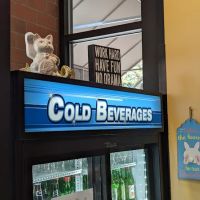 WORK HARD
HAVE FUN
NO DRAMA
COLD BEVERAGES